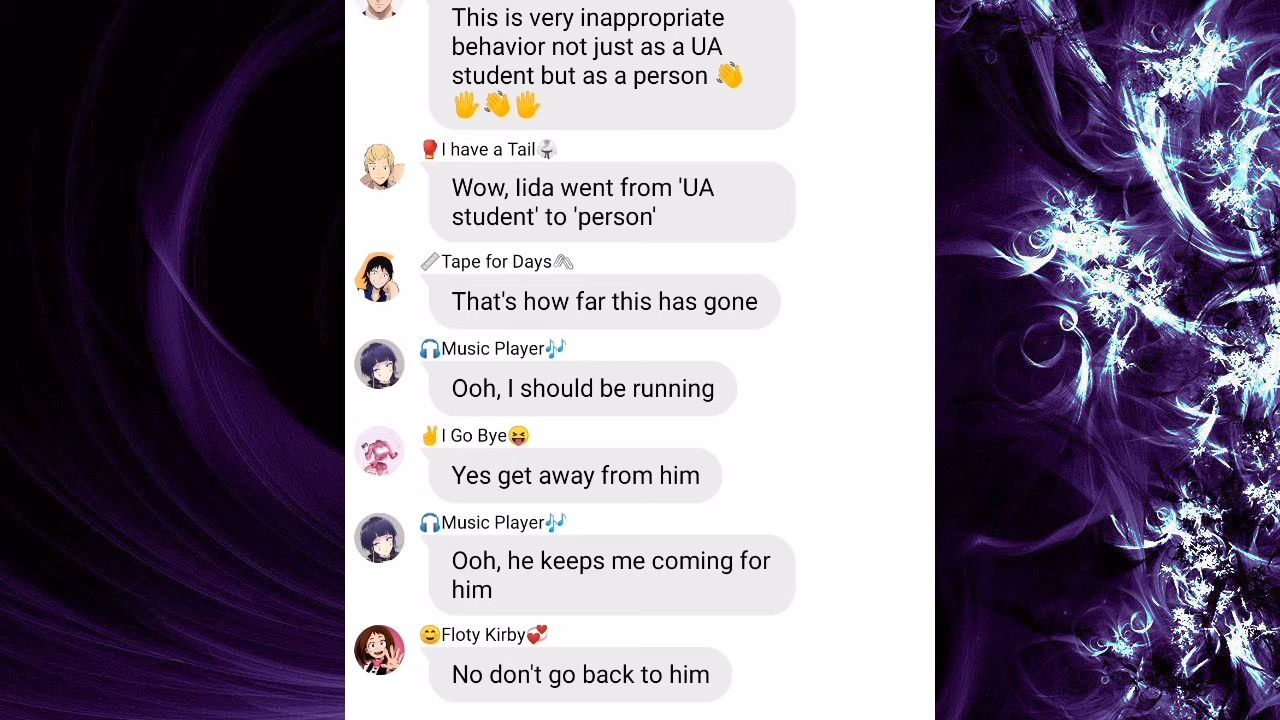 This is very inappropriate
behavior not just as a UA
student but as a person 👋
🖐👋🖐
🥊I have a Tail🥋
Wow, Iida went from 'UA
student' to 'person'
📏Tape for Days🖇
That's how far this has gone
🎧Music Player🎶
Ooh, I should be running
✌I Go Bye😝
Yes get away from him
🎧Music Player🎶
Ooh, he keeps me coming for
him
😊Floty Kirby💞
No don't go back to him